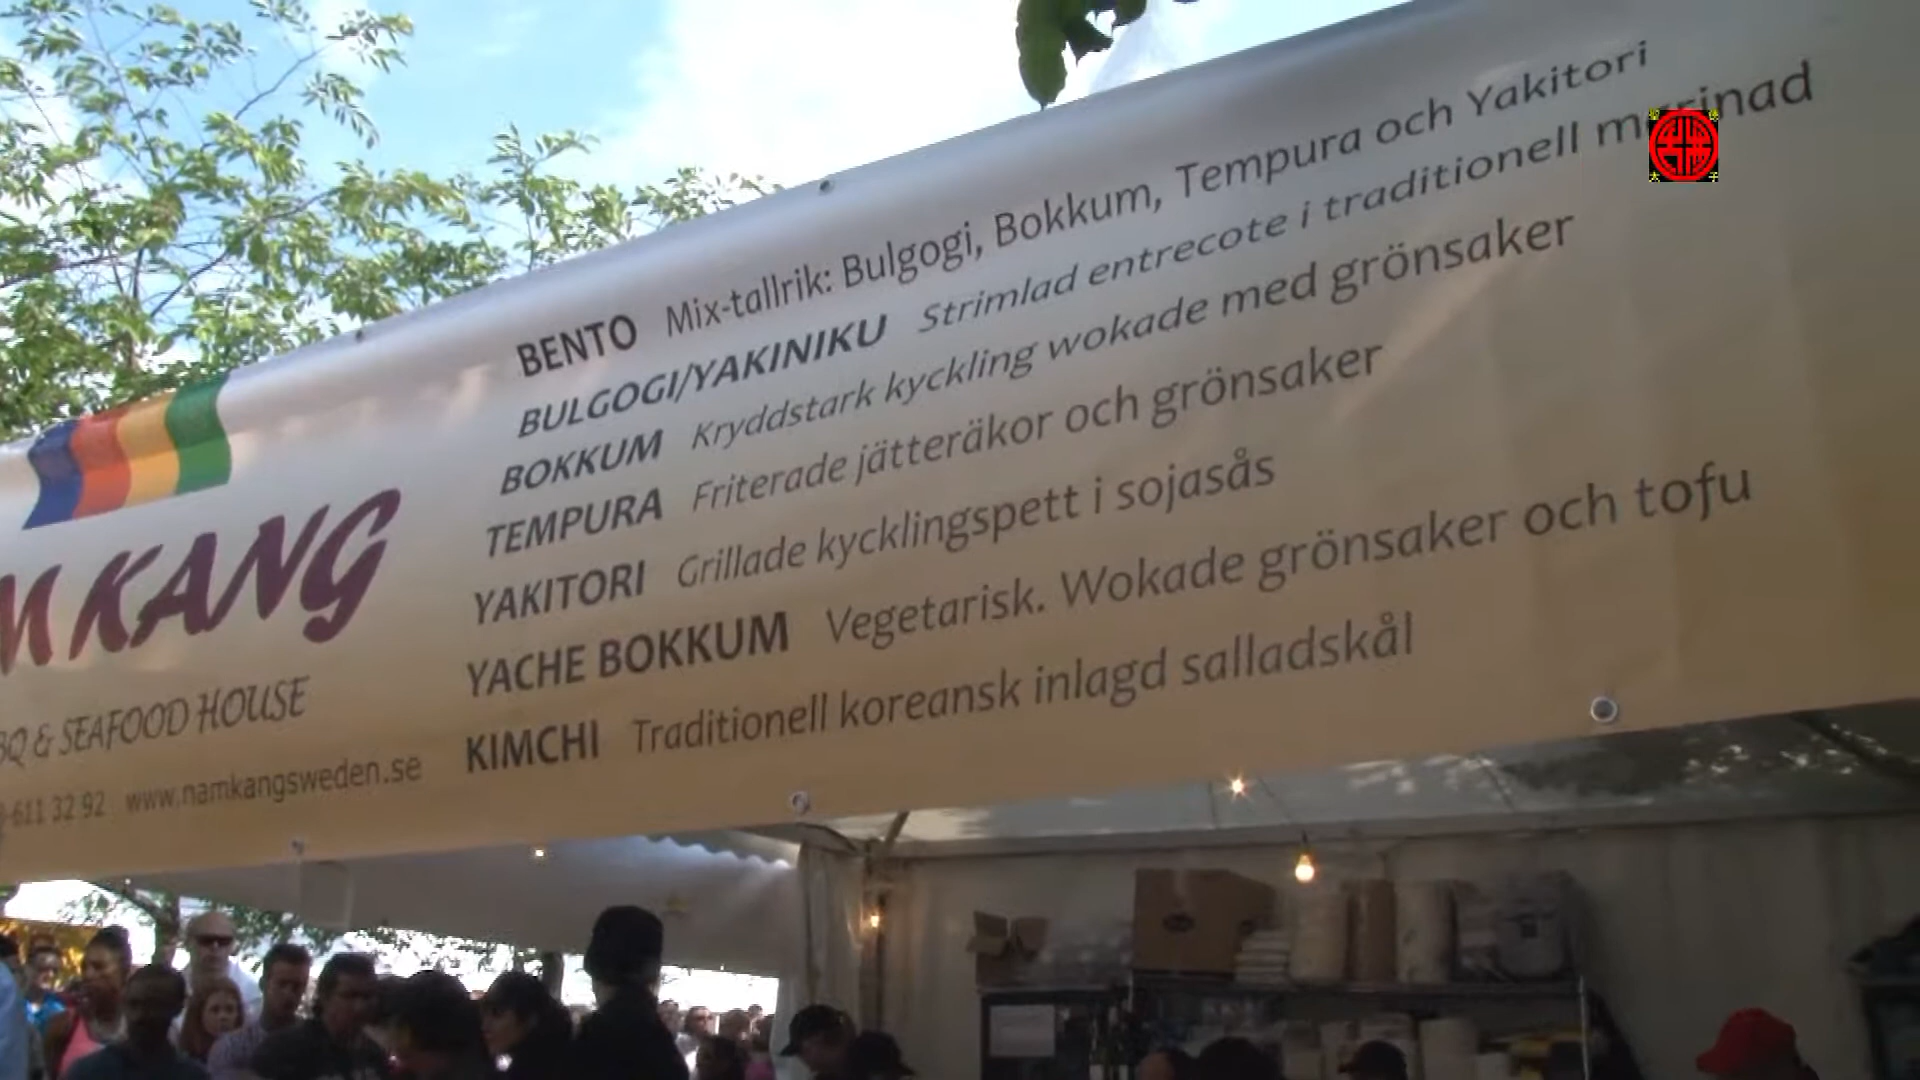 KANG
& SEAFOOD HOUSE
611 32 92 www.namkangsweden.se
BENTO Mix-tallrik: Bulgogi, Bokkum, Tempura och Yakitori
BULGOGI/YAKINIKU Strimlad entrecote i traditionell marinad
BOKKUM Kryddstark kyckling wokade med grönsaker
TEMPURA Friterade jätteräkor och grönsaker
YAKITORI Grillade kycklingspett i sojasås
YACHE BOKKUM Vegetarisk. Wokade grönsaker och tofu
KIMCHI Traditionell koreansk inlagd salladskål